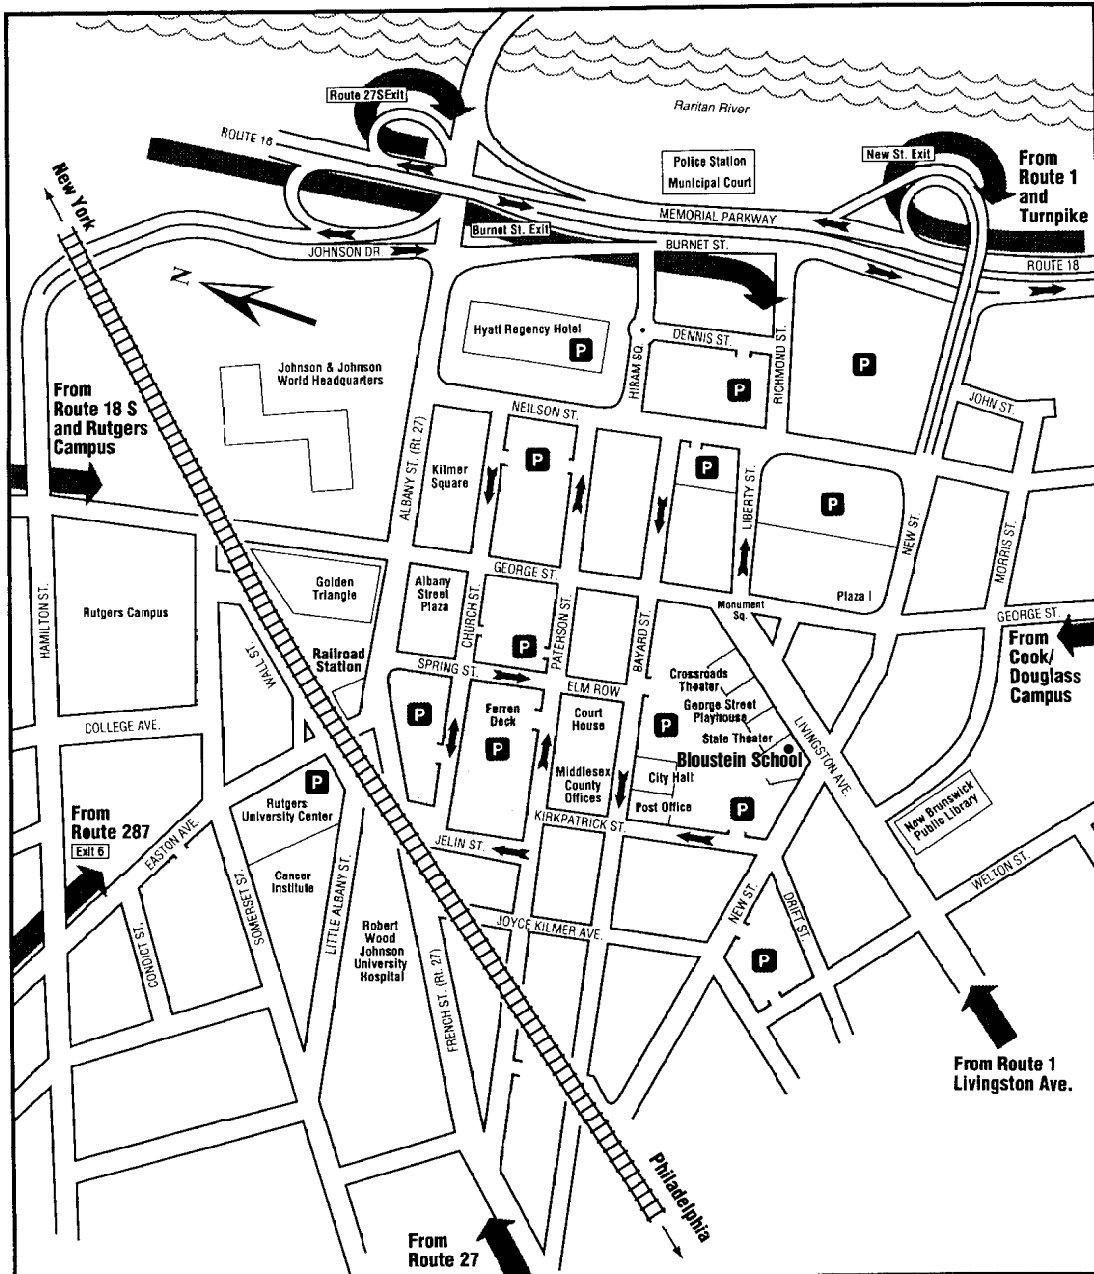 Route 27S Exit
ROUTE 18
Raritan River
Police Station
Municipal Court
New St. Exit
From
Route 1
and
Turnpike
New York
MEMORIAL PARKWAY
Burnet St. Exit
BURNET ST.
JOHNSON DR.
ROUTE 18
N
Hyatt Regency Hotel
P
DENNIS ST.
HIRAM SQ.
RICHMOND ST.
P
P
Johnson & Johnson
World Headquarters
From
Route 18 S
and Rutgers
Campus
NEILSON ST.
JOHN ST.
ALBANY ST. (Rt. 27)
Kilmer
Square
P
P
LIBERTY ST.
P
NEW ST.
MORRIS ST.
GEORGE ST.
Golden
Triangle
Albany
Street
Plaza
CHURCH ST.
PATERSON ST.
BAYARD ST.
Monument
Sq.
Plaza I
GEORGE ST.
HAMILTON ST.
Rutgers Campus
WALL ST.
Railroad
Station
SPRING ST.
P
ELM ROW
Crossroads
Theater
From
Cook/
Douglass
Campus
COLLEGE AVE.
P
Ferren
Deck
P
Court
House
P
George Street
Playhouse
State Theater
Bloustein School
LIVINGSTON AVE.
P
Rutgers
University Center
Middlesex
County
Offices
City Hall
Post Office
P
New Brunswick
Public Library
From
Route 287
Exit 6
EASTON AVE.
JELIN ST.
KIRKPATRICK ST.
WELTON ST.
CONDICT ST.
SOMERSET ST.
Cancer
Institute
LITTLE ALBANY ST.
Robert
Wood
Johnson
University
Hospital
FRENCH ST. (Rt. 27)
JOYCE KILMER AVE.
NEW ST.
DRIFT ST.
P
From Route 1
Livingston Ave.
Philadelphia
From
Route 27